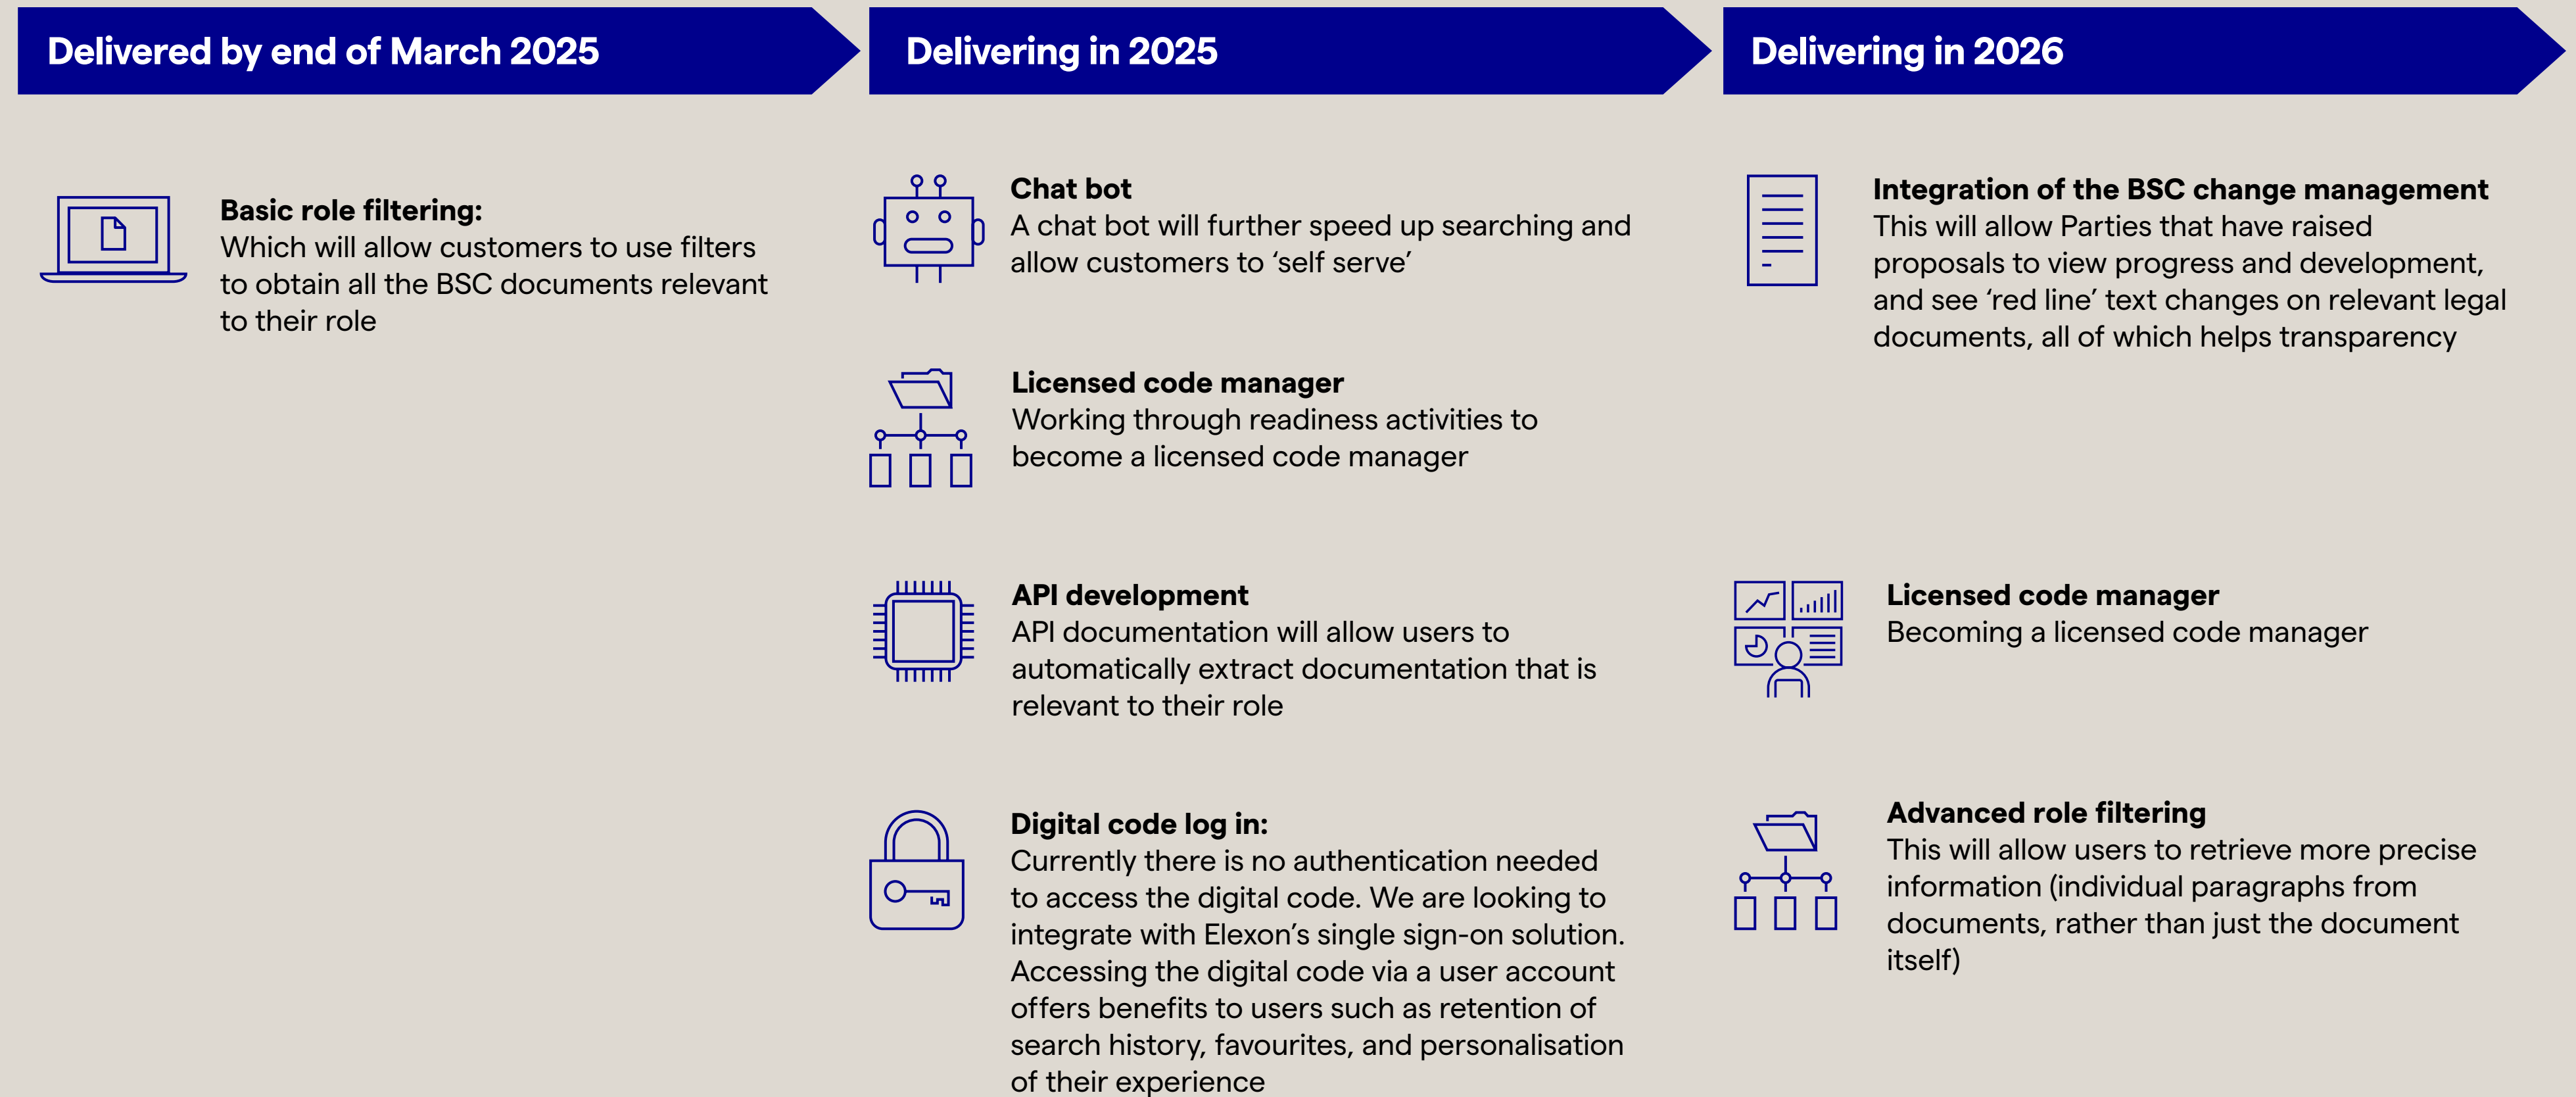 Delivered by end of March 2025
Basic role filtering:
Which will allow customers to use filters
to obtain all the BSC documents relevant
to their role
Delivering in 2025
Chat bot
A chat bot will further speed up searching and
allow customers to ‘self serve’
Licensed code manager
Working through readiness activities to
become a licensed code manager
API development
API documentation will allow users to
automatically extract documentation that is
relevant to their role
Digital code log in:
Currently there is no authentication needed
to access the digital code. We are looking to
integrate with Elexon’s single sign-on solution.
Accessing the digital code via a user account
offers benefits to users such as retention of
search history, favourites, and personalisation
of their experience
Delivering in 2026
Integration of the BSC change management
This will allow Parties that have raised
proposals to view progress and development,
and see ‘red line’ text changes on relevant legal
documents, all of which helps transparency
Licensed code manager
Becoming a licensed code manager
Advanced role filtering
This will allow users to retrieve more precise
information (individual paragraphs from
documents, rather than just the document
itself)